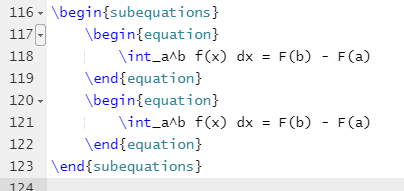 116 \begin{subequations}
117 \begin{equation}
118 \int_a^b f(x) dx = F(b) - F(a)
119 \end{equation}
120 \begin{equation}
121 \int_a^b f(x) dx = F(b) - F(a)
122 \end{equation}
123 \end{subequations}
124